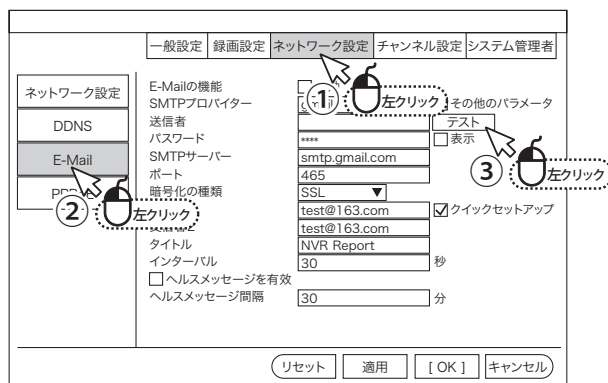 一般設定 録画設定 ネットワーク設定 チャンネル設定 システム管理者
ネットワーク設定
DDNS
E-Mail
② 左クリック
E-Mailの機能
① 左クリック
SMTPプロバイター その他のパラメータ
送信者 テスト
パスワード **** 表示
SMTPサーバー smtp.gmail.com
③ 左クリック
ポート 465
暗号化の種類 SSL
test@163.com クイックセットアップ
test@163.com
タイトル NVR Report
インターバル 30 秒
ヘルスメッセージを有効
ヘルスメッセージ間隔 30 分
リセット 適用 [ OK ] キャンセル